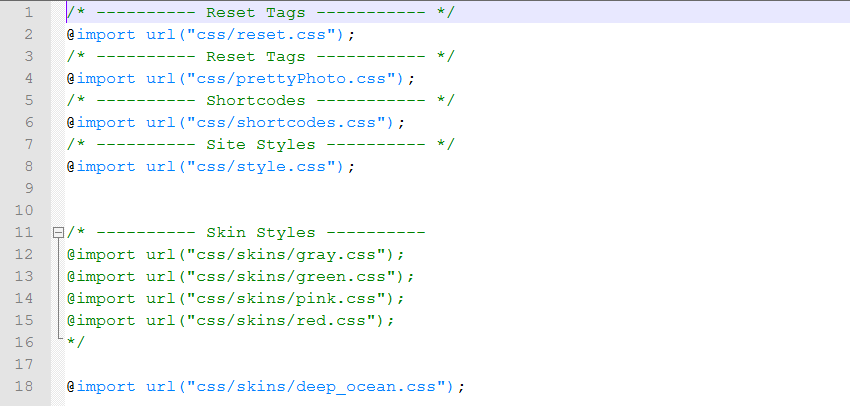 1 /* ---------- Reset Tags ----------- */
2 @import url("css/reset.css");
3 /* ---------- Reset Tags ----------- */
4 @import url("css/prettyPhoto.css");
5 /* ---------- Shortcodes ----------- */
6 @import url("css/shortcodes.css");
7 /* ---------- Site Styles ---------- */
8 @import url("css/style.css");
9
10
11 /* ---------- Skin Styles ----------
12 @import url("css/skins/gray.css");
13 @import url("css/skins/green.css");
14 @import url("css/skins/pink.css");
15 @import url("css/skins/red.css");
16 */
17
18 @import url("css/skins/deep_ocean.css");